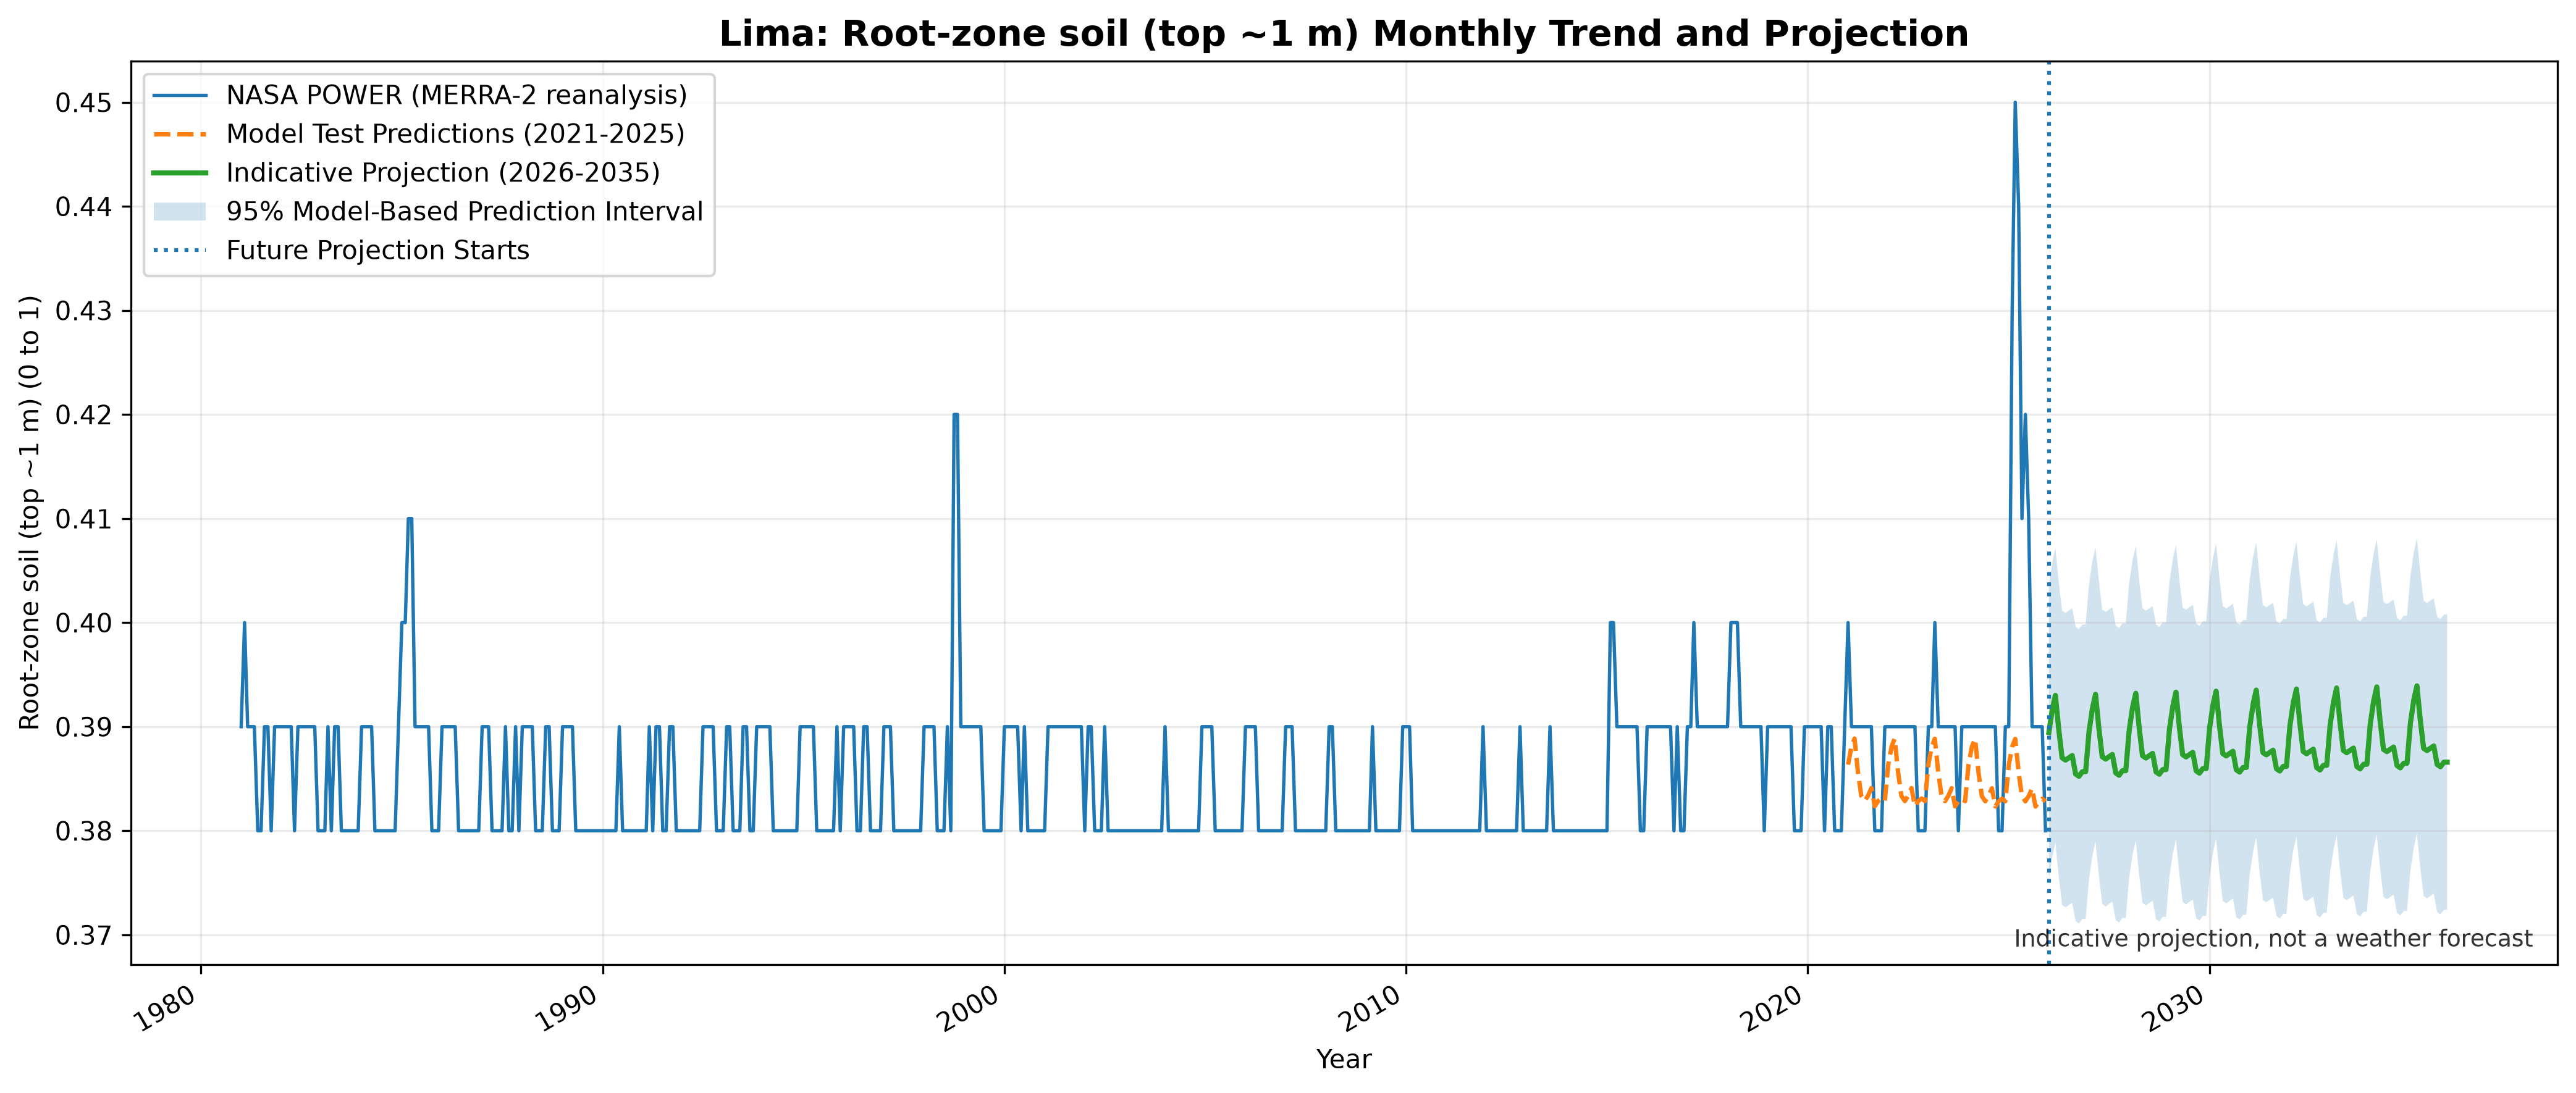 Lima: Root-zone soil (top ~1 m) Monthly Trend and Projection
NASA POWER (MERRA-2 reanalysis)
Model Test Predictions (2021-2025)
Indicative Projection (2026-2035)
95% Model-Based Prediction Interval
Future Projection Starts
Root-zone soil (top ~1 m) (0 to 1)
0.45
0.44
0.43
0.42
0.41
0.40
0.39
0.38
0.37
Indicative projection, not a weather forecast
1980
1990
2000
2010
2020
2030
Year